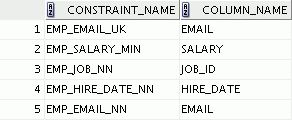 CONSTRAINT_NAME COLUMN_NAME
1 EMP_EMAIL_UK EMAIL
2 EMP_SALARY_MIN SALARY
3 EMP_JOB_NN JOB_ID
4 EMP_HIRE_DATE_NN HIRE_DATE
5 EMP_EMAIL_NN EMAIL